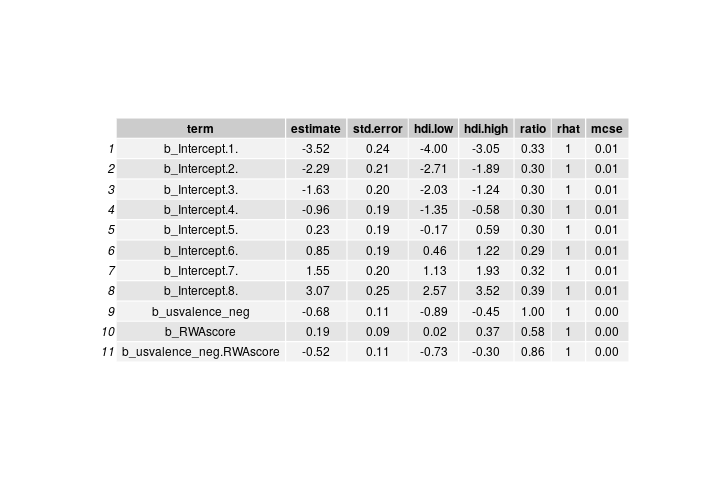 term estimate std.error hdi.low hdi.high ratio rhat mcse
1 b_Intercept.1. -3.52 0.24 -4.00 -3.05 0.33 1 0.01
2 b_Intercept.2. -2.29 0.21 -2.71 -1.89 0.30 1 0.01
3 b_Intercept.3. -1.63 0.20 -2.03 -1.24 0.30 1 0.01
4 b_Intercept.4. -0.96 0.19 -1.35 -0.58 0.30 1 0.01
5 b_Intercept.5. 0.23 0.19 -0.17 0.59 0.30 1 0.01
6 b_Intercept.6. 0.85 0.19 0.46 1.22 0.29 1 0.01
7 b_Intercept.7. 1.55 0.20 1.13 1.93 0.32 1 0.01
8 b_Intercept.8. 3.07 0.25 2.57 3.52 0.39 1 0.01
9 b_usvalence_neg -0.68 0.11 -0.89 -0.45 1.00 1 0.00
10 b_RWAscore 0.19 0.09 0.02 0.37 0.58 1 0.00
11 b_usvalence_neg.RWAscore -0.52 0.11 -0.73 -0.30 0.86 1 0.00